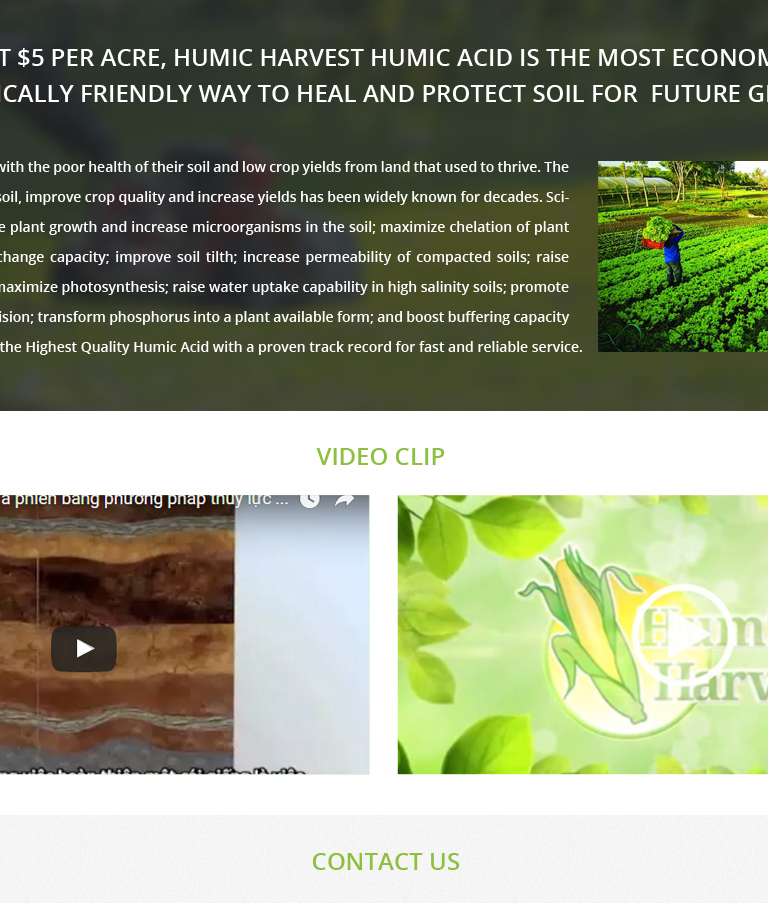 T $5 PER ACRE, HUMIC HARVEST HUMIC ACID IS THE MOST ECONOM
ICALLY FRIENDLY WAY TO HEAL AND PROTECT SOIL FOR FUTURE G
with the poor health of their soil and low crop yields from land that used to thrive. The
soil, improve crop quality and increase yields has been widely known for decades. Sci-
e plant growth and increase microorganisms in the soil; maximize chelation of plant
change capacity; improve soil tilth; increase permeability of compacted soils; raise
maximize photosynthesis; raise water uptake capability in high salinity soils; promote
ision; transform phosphorus into a plant available form; and boost buffering capacity
the Highest Quality Humic Acid with a proven track record for fast and reliable service.
VIDEO CLIP
á phiến bằng phương pháp thủy lực ...
Hum
Harv
CONTACT US